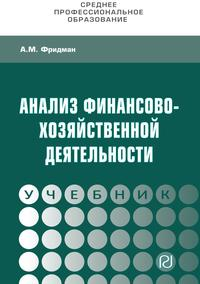 СРЕДНЕЕ
ПРОФЕССИОНАЛЬНОЕ
ОБРАЗОВАНИЕ
А.М. Фридман
АНАЛИЗ ФИНАНСОВО-
ХОЗЯЙСТВЕННОЙ
ДЕЯТЕЛЬНОСТИ
УЧЕБНИК